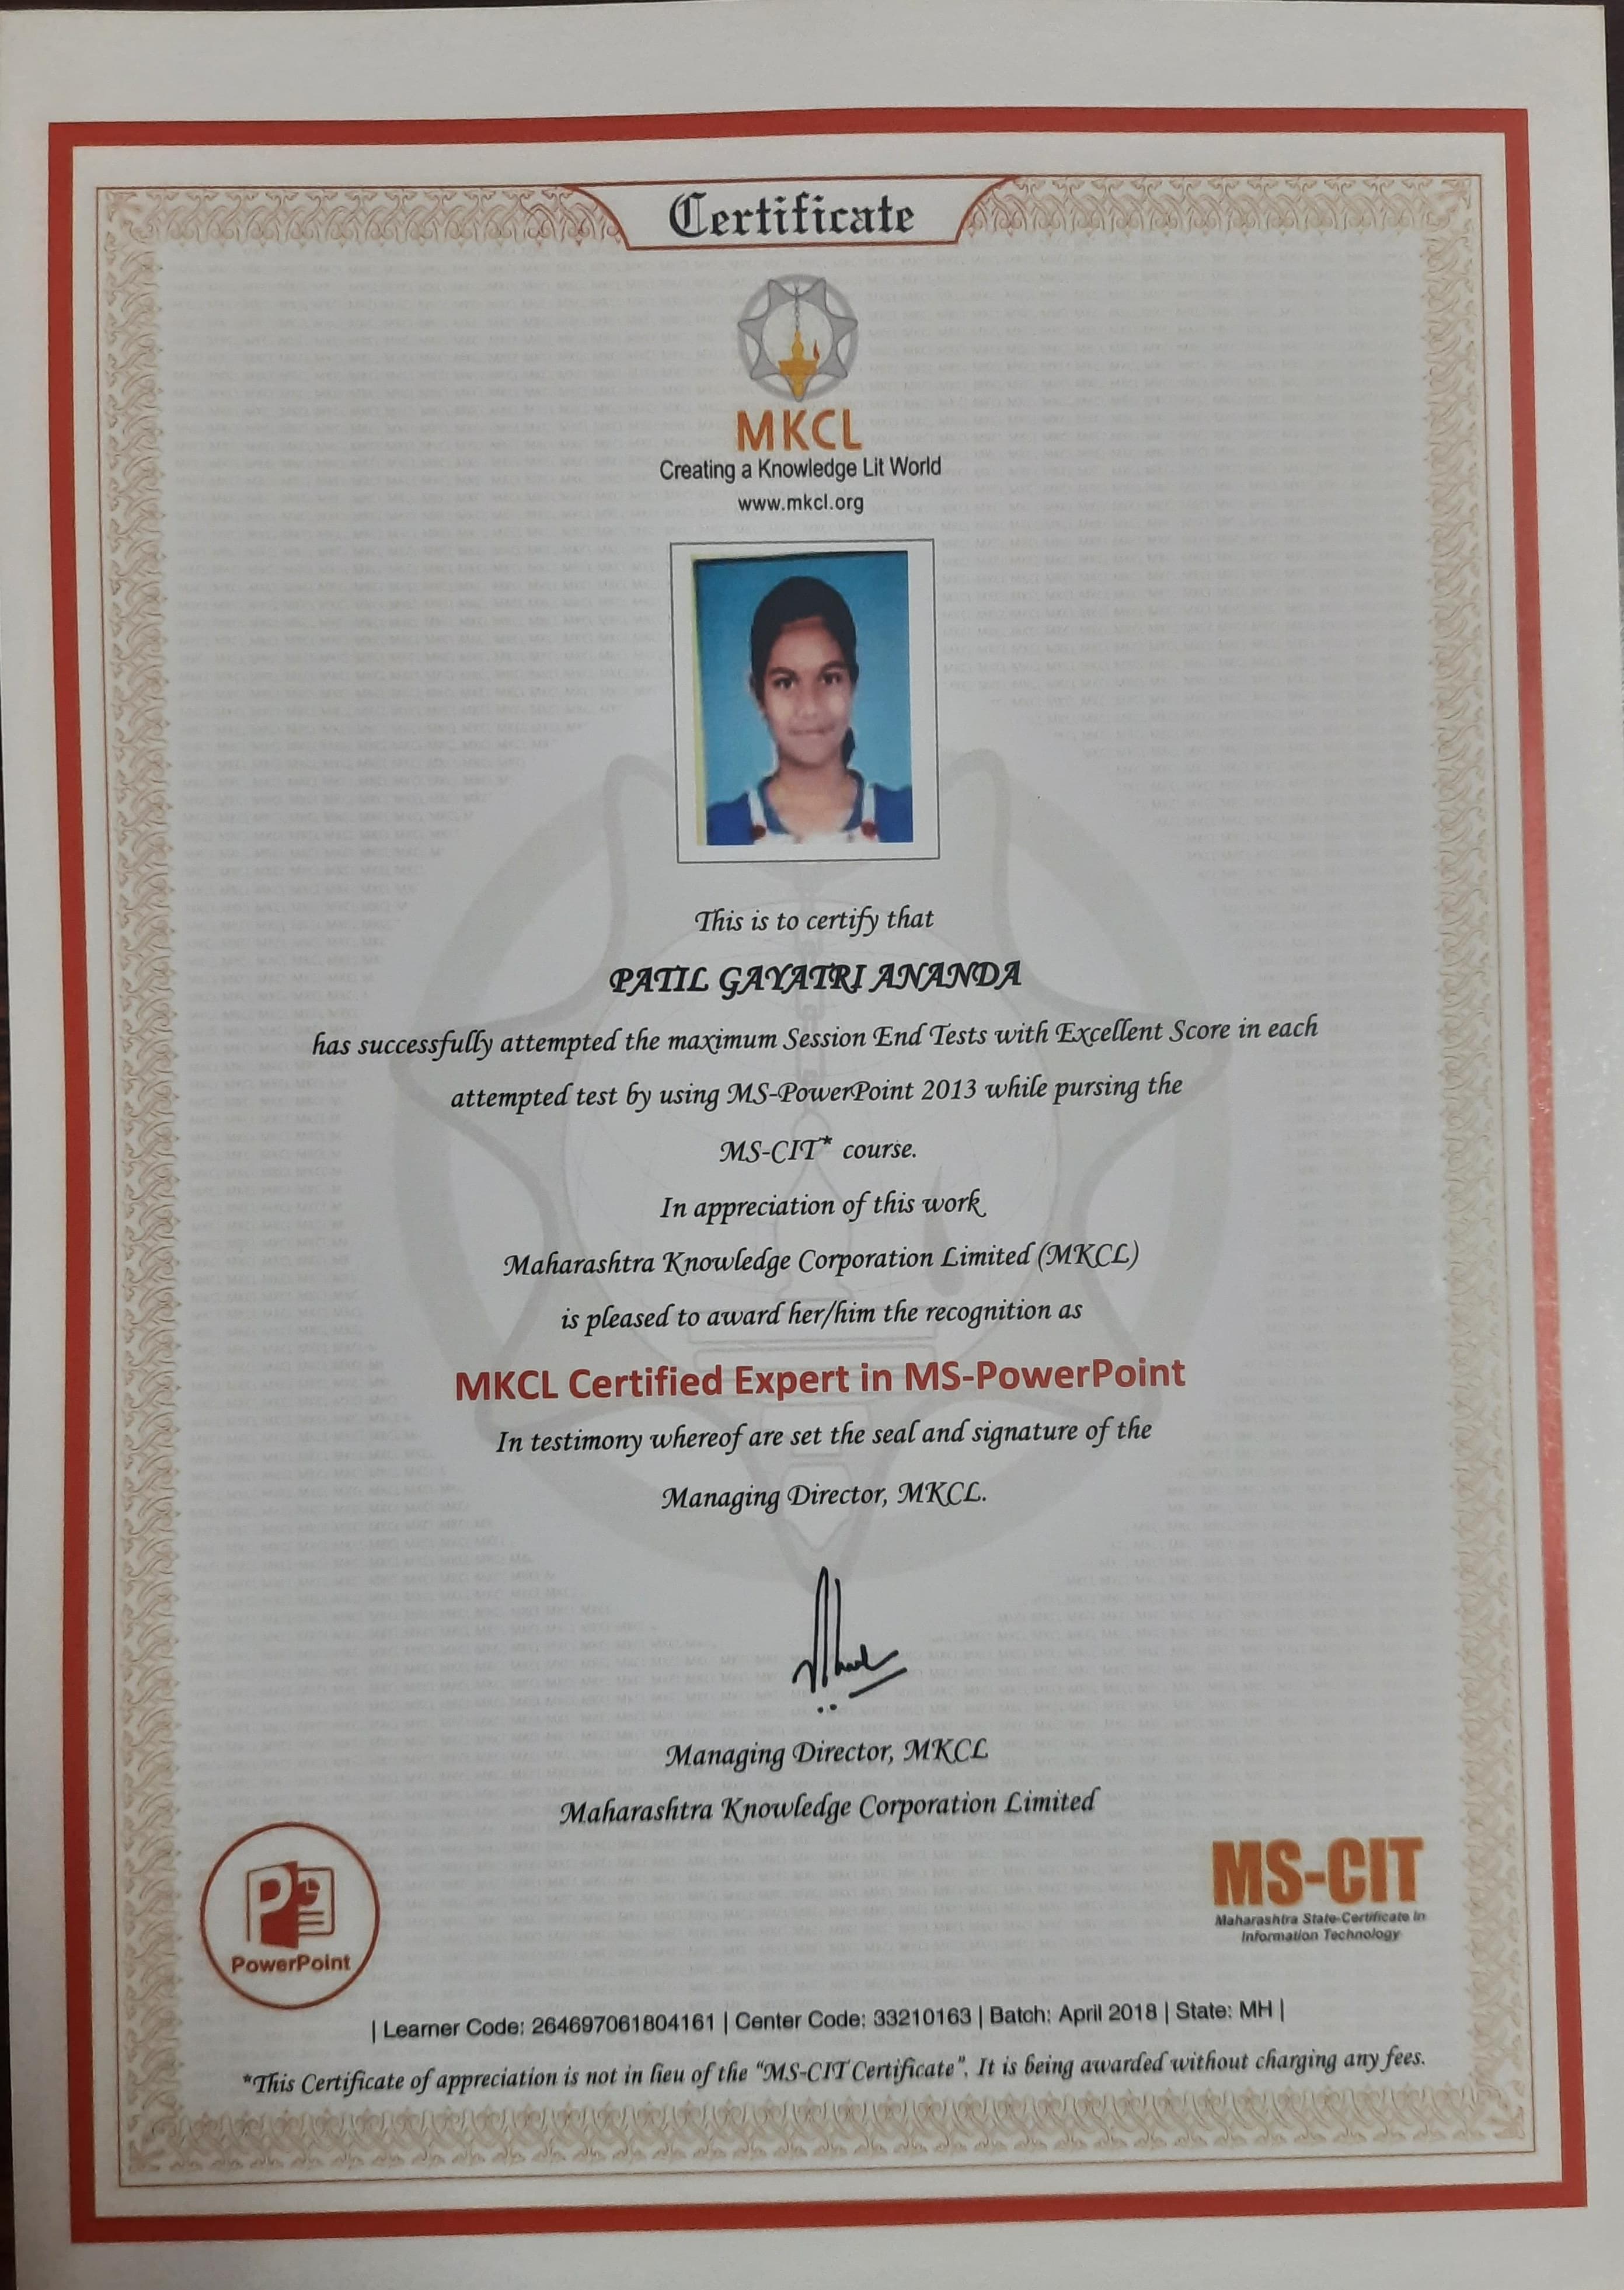 Certificate
MKCL
Creating a Knowledge Lit World
www.mkcl.org
This is to certify that
PATIL GAYATRI ANANDA
has successfully attempted the maximum Session End Tests with Excellent Score in each
attempted test by using MS-PowerPoint 2013 while pursing the
MS-CIT* course.
In appreciation of this work
Maharashtra Knowledge Corporation Limited (MKCL)
is pleased to award her/him the recognition as
MKCL Certified Expert in MS-PowerPoint
In testimony whereof are set the seal and signature of the
Managing Director, MKCL.
Managing Director, MKCL
Maharashtra Knowledge Corporation Limited
P
PowerPoint
MS-CIT
Maharashtra State-Certificate in
Information Technology
| Learner Code: 264697061804161 | Center Code: 33210163 | Batch: April 2018 | State: MH |
*This Certificate of appreciation is not in lieu of the "MS-CIT Certificate". It is being awarded without charging any fees.